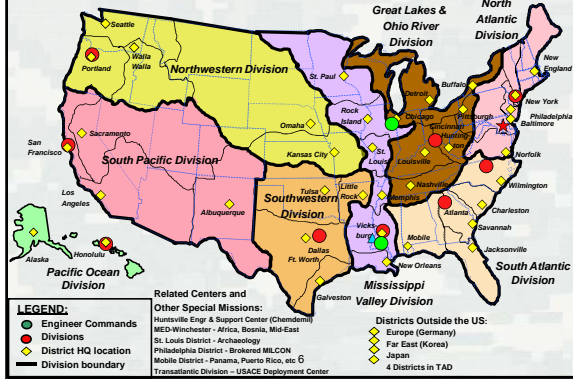 Great Lakes &
Ohio River
Division
North
Atlantic
Division
Seattle
Portland
Walla
Walla
Northwestern Division
St. Paul
Rock
Island
Omaha
Kansas City
St.
Louis
Detroit
Chicago
Buffalo
Pittsburgh
Cincinnati
Hunting-
ton
Louisville
Nashville
New
England
New York
Philadelphia
Baltimore
Norfolk
Sacramento
San
Francisco
South Pacific Division
Los
Angeles
Albuquerque
Tulsa
Little
Rock
Southwestern
Division
Dallas
Ft. Worth
Galveston
Memphis
Vicks-
burg
New Orleans
Mississippi
Valley Division
Atlanta
Mobile
Wilmington
Charleston
Savannah
Jacksonville
South Atlantic
Division
Alaska
Honolulu
Pacific Ocean
Division
LEGEND:
Engineer Commands
Divisions
District HQ location
Division boundary
Related Centers and
Other Special Missions:
Huntsville Engr & Support Center (Chemdemil)
MED-Winchester - Africa, Bosnia, Mid-East
St. Louis District - Archaeology
Philadelphia District - Brokered MILCON
Mobile District - Panama, Puerto Rico, etc 6
Transatlantic Division – USACE Deployment Center
Districts Outside the US:
Europe (Germany)
Far East (Korea)
Japan
4 Districts in TAD